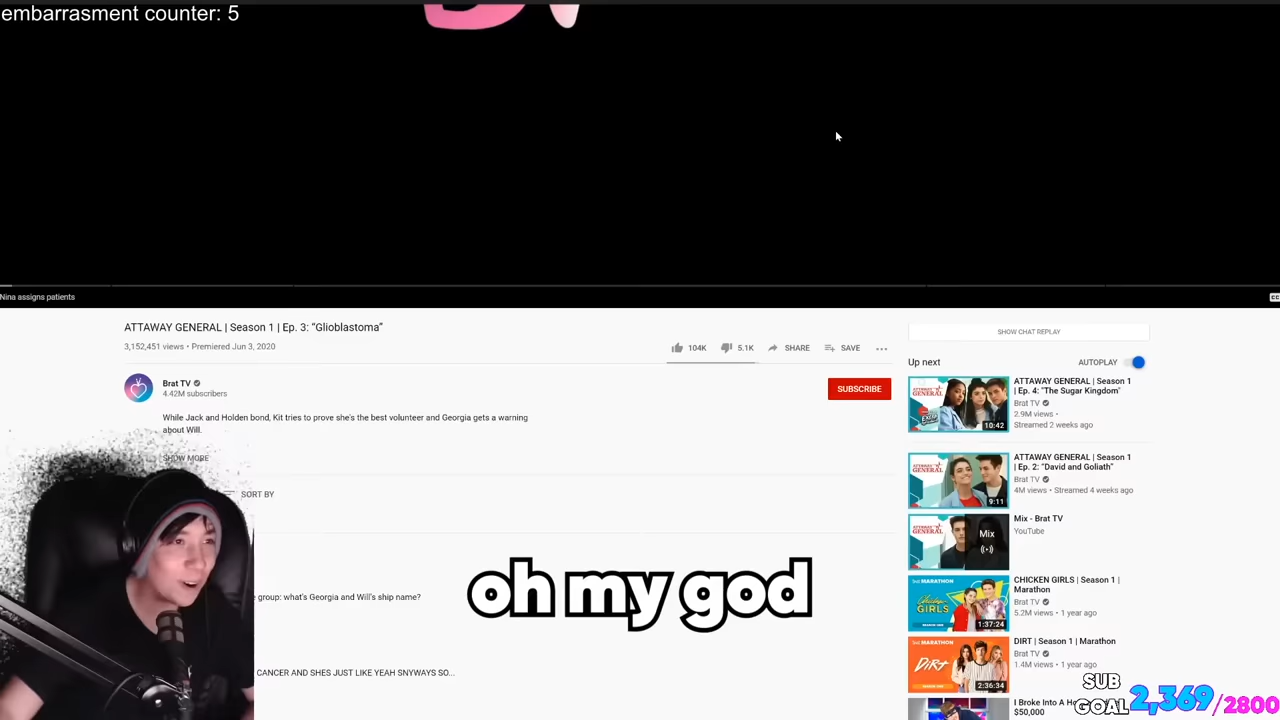 embarrasment counter: 5
Nina assigns patients
ATTAWAY GENERAL | Season 1 | Ep. 3: “Glioblastoma”
3,152,451 views • Premiered Jun 3, 2020
104K
5.1K
SHARE
SAVE
Brat TV
4.42M subscribers
SUBSCRIBE
While Jack and Holden bond, Kit tries to prove she's the best volunteer and Georgia gets a warning
about Will.
SHOW MORE
SORT BY
e group: what's Georgia and Will's ship name?
CANCER AND SHES JUST LIKE YEAH SNYWAYS SO...
oh my god
SHOW CHAT REPLAY
Up next
AUTOPLAY
ATTAWAY GENERAL | Season 1
| Ep. 4: "The Sugar Kingdom"
Brat TV
2.9M views •
Streamed 2 weeks ago
10:42
ATTAWAY GENERAL | Season 1
| Ep. 2: “David and Goliath”
Brat TV
4M views • Streamed 4 weeks ago
9:11
Mix - Brat TV
YouTube
Mix
CHICKEN GIRLS | Season 1 |
Marathon
Brat TV
5.2M views • 1 year ago
1:37:24
DIRT | Season 1 | Marathon
Brat TV
1.4M views • 1 year ago
2:36:34
I Broke Into A
$50,000
SUB
GOAL 2,369/2800